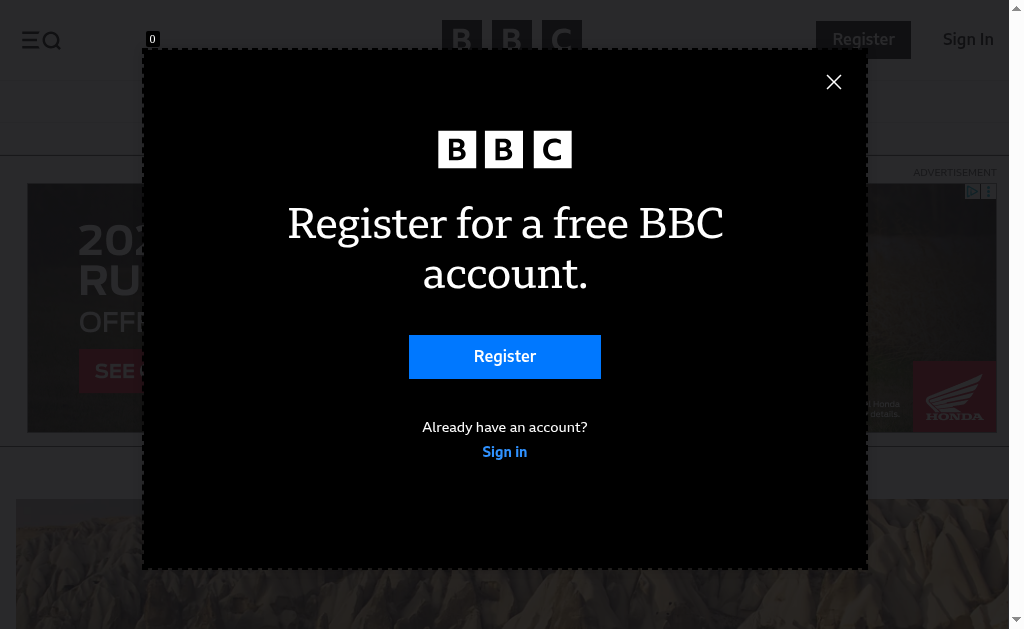 0
BBC
Register
Sign In
ADVERTISEMENT
BBC
Register for a free BBC
account.
Register
Already have an account?
Sign in
202
RU
OFFE
SEE
Honda
details.
HONDA